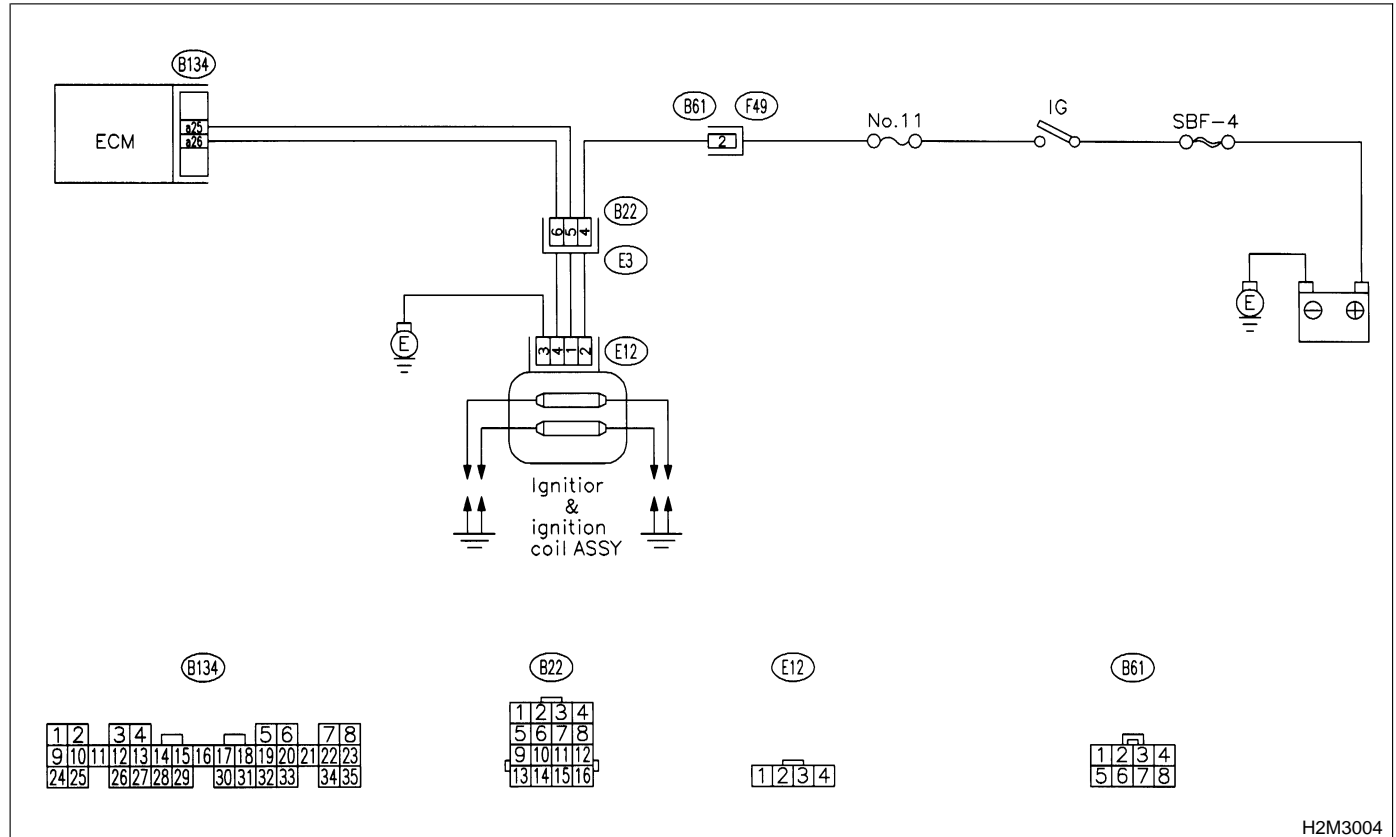 B134
ECM
a25
a26
B61
F49
2
No.11
IG
SBF-4
6 5 4
B22
E3
E
3 4 1 2
E12
E
⊖ ⊕
Ignitior
&
ignition
coil ASSY
B134
1 2 3 4 5 6 7 8
9 10 11 12 13 14 15 16 17 18 19 20 21 22 23
24 25 26 27 28 29 30 31 32 33 34 35
B22
1 2 3 4
5 6 7 8
9 10 11 12
13 14 15 16
E12
1 2 3 4
B61
1 2 3 4
5 6 7 8
H2M3004